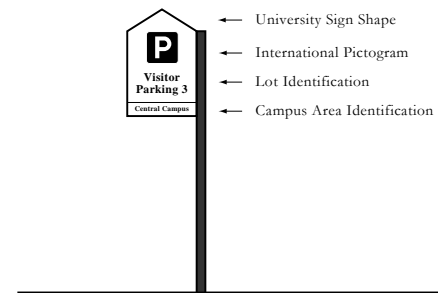 P
Visitor
Parking 3
Central Campus
University Sign Shape
International Pictogram
Lot Identification
Campus Area Identification